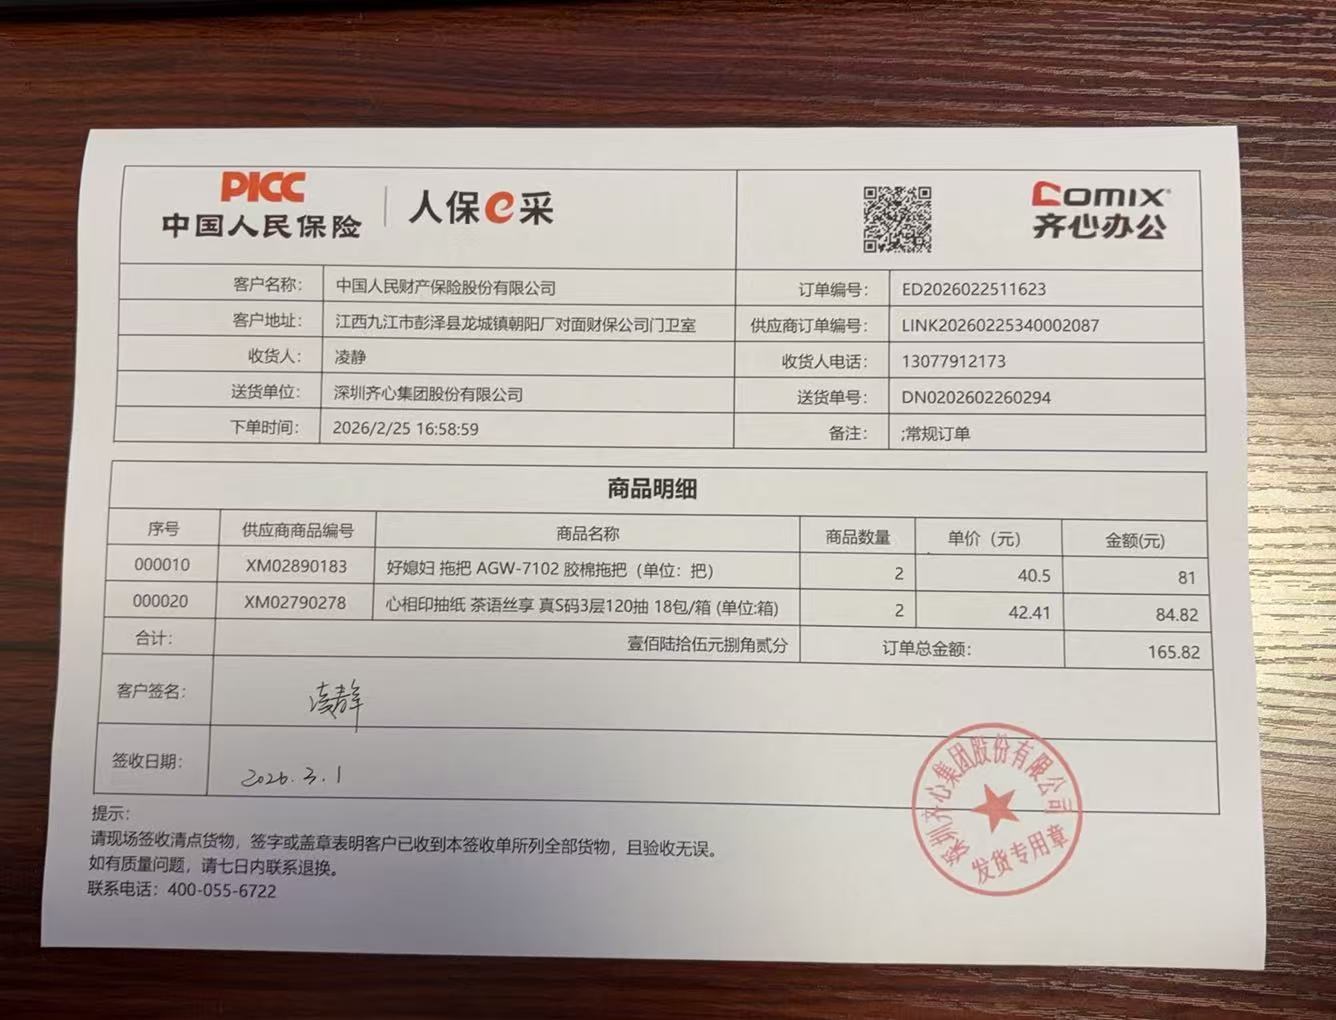 PICC
中国人民保险
人保e采
COMIX
齐心办公
客户名称： 中国人民财产保险股份有限公司 订单编号： ED2026022511623
客户地址： 江西九江市彭泽县龙城镇朝阳厂对面财保公司门卫室 供应商订单编号： LINK20260225340002087
收货人： 凌静 收货人电话： 13077912173
送货单位： 深圳齐心集团股份有限公司 送货单号： DN0202602260294
下单时间： 2026/2/25 16:58:59 备注： ;常规订单
商品明细
序号 供应商商品编号 商品名称 商品数量 单价（元） 金额(元)
000010 XM02890183 好媳妇 拖把 AGW-7102 胶棉拖把（单位：把） 2 40.5 81
000020 XM02790278 心相印抽纸 茶语丝享 真S码3层120抽 18包/箱 (单位:箱) 2 42.41 84.82
合计： 壹佰陆拾伍元捌角贰分 订单总金额： 165.82
客户签名： 凌静
签收日期： 2026.3.1
深圳齐心集团股份有限公司
发货专用章
提示：
请现场签收清点货物，签字或盖章表明客户已收到本签收单所列全部货物，且验收无误。
如有质量问题，请七日内联系退换。
联系电话：400-055-6722